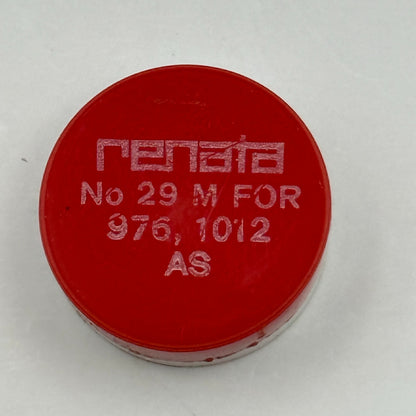 renata
No 29 M FOR
976, 1012
AS